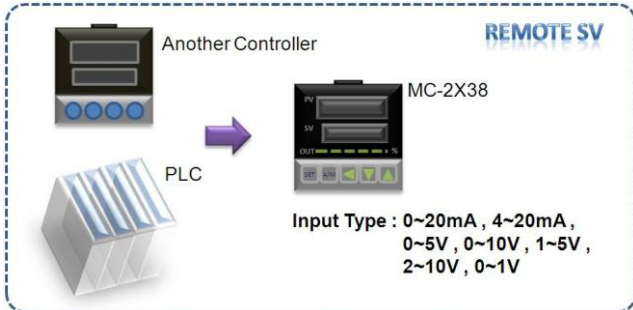 REMOTE SV
Another Controller
MC-2X38
PV
SV
OUT %
SET A/M
PLC
Input Type : 0~20mA , 4~20mA ,
0~5V , 0~10V , 1~5V ,
2~10V , 0~1V